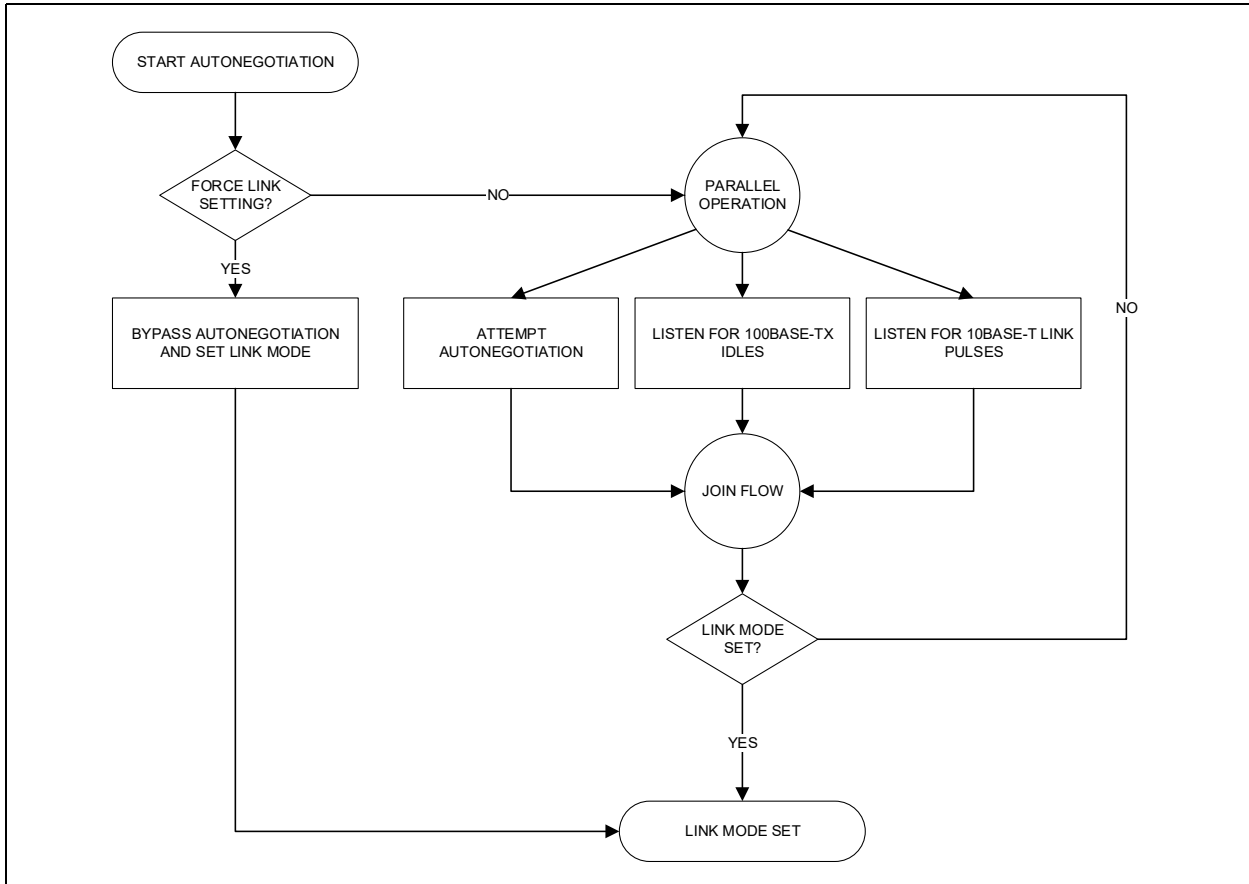 START AUTONEGOTIATION
FORCE LINK
SETTING?
NO
PARALLEL
OPERATION
YES
BYPASS AUTONEGOTIATION
AND SET LINK MODE
ATTEMPT
AUTONEGOTIATION
LISTEN FOR 100BASE-TX
IDLES
LISTEN FOR 10BASE-T LINK
PULSES
NO
JOIN FLOW
LINK MODE
SET?
YES
LINK MODE SET